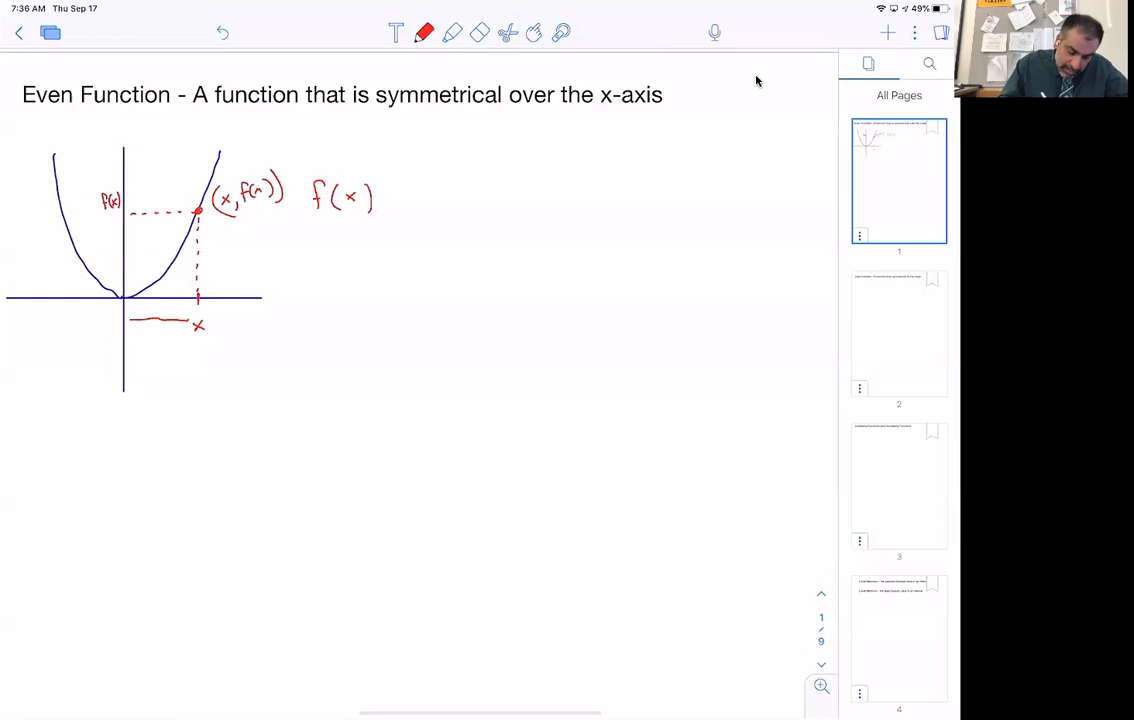 7:36 AM Thu Sep 17
49%
All Pages
Even Function - A function that is symmetrical over the x-axis
f(x)
(x, f(x)) f(x)
x
1
2
3
4
1
9